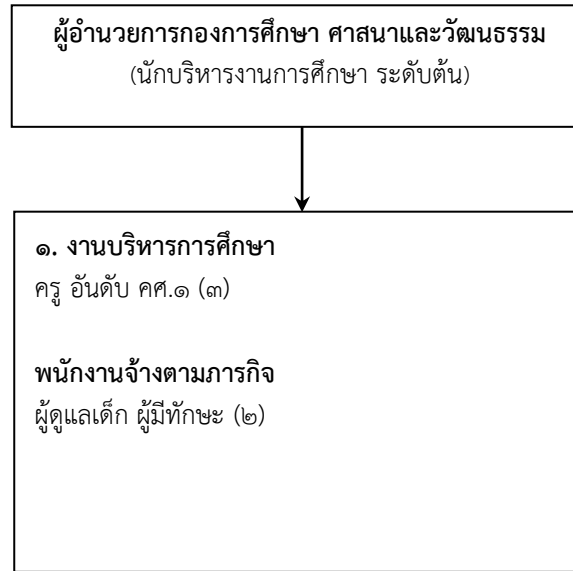 ผู้อำนวยการกองการศึกษา ศาสนาและวัฒนธรรม
(นักบริหารงานการศึกษา ระดับต้น)
๑. งานบริหารการศึกษา
ครู อันดับ คศ.๑ (๓)
พนักงานจ้างตามภารกิจ
ผู้ดูแลเด็ก ผู้มีทักษะ (๒)